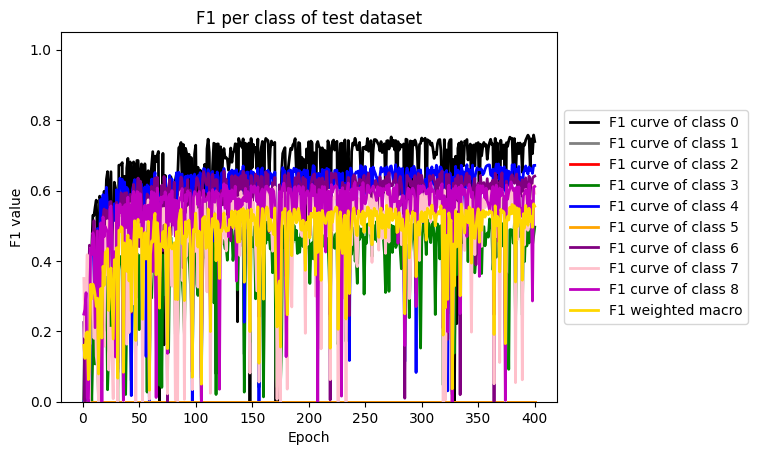 F1 per class of test dataset
F1 value
1.0
0.8
0.6
0.4
0.2
0.0
0
50
100
150
200
250
300
350
400
Epoch
F1 curve of class 0
F1 curve of class 1
F1 curve of class 2
F1 curve of class 3
F1 curve of class 4
F1 curve of class 5
F1 curve of class 6
F1 curve of class 7
F1 curve of class 8
F1 weighted macro